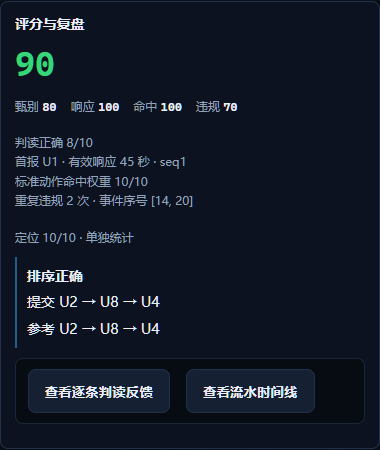 评分与复盘
90
甄别 80 响应 100 命中 100 违规 70
判读正确 8/10
首报 U1 · 有效响应 45 秒 · seq1
标准动作命中权重 10/10
重复违规 2 次 · 事件序号 [14, 20]
定位 10/10 · 单独统计
排序正确
提交 U2 → U8 → U4
参考 U2 → U8 → U4
查看逐条判读反馈 查看流水时间线